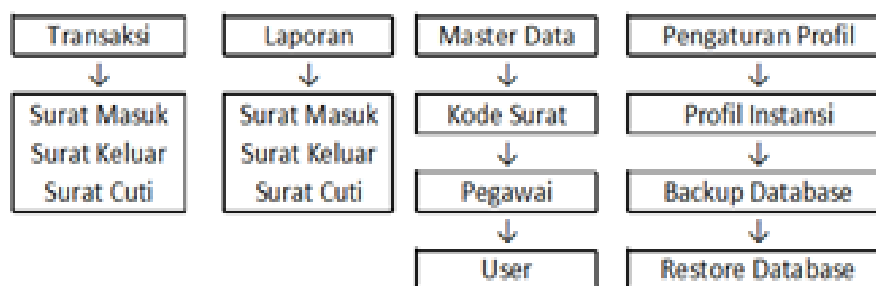 Transaksi
Surat Masuk
Surat Keluar
Surat Cuti
Laporan
Surat Masuk
Surat Keluar
Surat Cuti
Master Data
Kode Surat
Pegawai
User
Pengaturan Profil
Profil Instansi
Backup Database
Restore Database